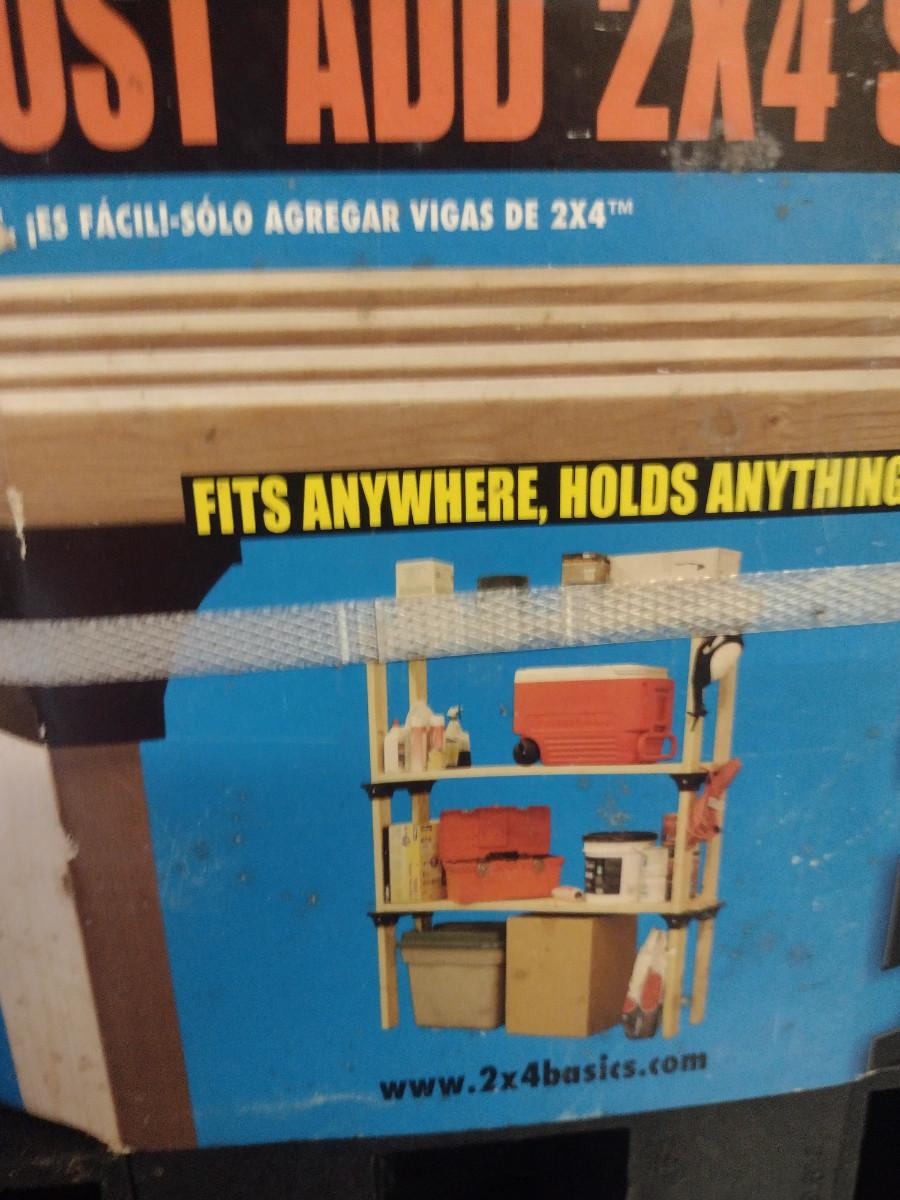 UST ADD 2X4'S
¡ES FÁCIL!-SÓLO AGREGAR VIGAS DE 2X4™
FITS ANYWHERE, HOLDS ANYTHING
www.2x4basics.com